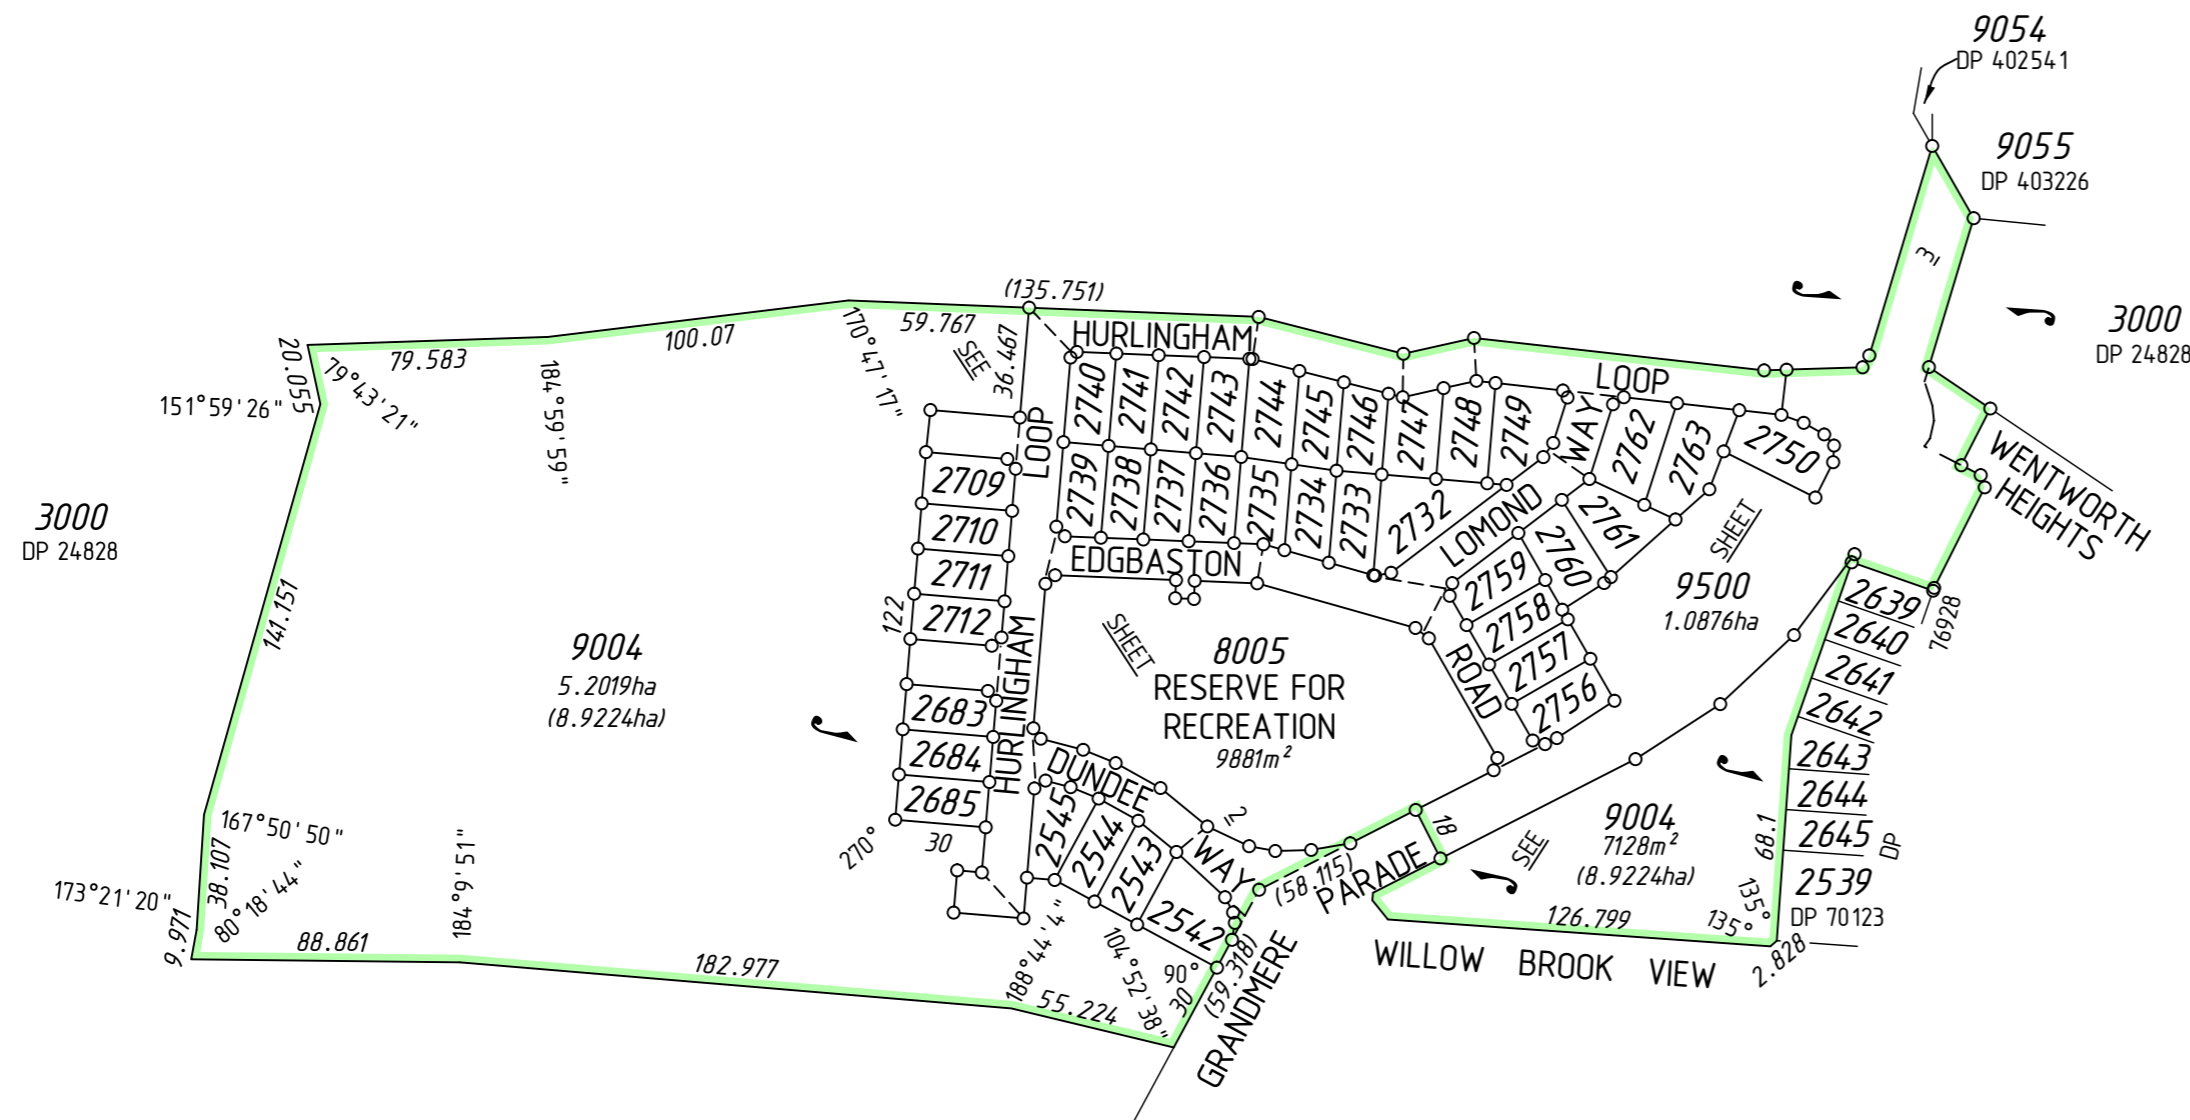 9054
DP 402541
9055
DP 403226
3000
DP 24828
(135.751)
59.767
100.07
79.583
20.055
79°43'21"
151°59'26"
184°59'59"
170°47'17"
SEE
36.467
HURLINGHAM
LOOP
2740
2741
2742
2743
2744
2745
2746
2747
2748
2749
WAY
LOOP
2762
2763
2750
3
WENTWORTH
HEIGHTS
LOOP
2739
2738
2737
2736
2735
2734
2733
2732
LOMOND
2761
2760
2759
2758
2757
2756
SHEET
9500
1.0876ha
2709
2710
2711
2712
122
EDGBASTON
3000
DP 24828
141.151
9004
5.2019ha
(8.9224ha)
HURLINGHAM
SHEET
8005
RESERVE FOR
RECREATION
9881m²
ROAD
2639
2640
2641
2642
2643
2644
2645
2539
DP 70123
DP
76928
2683
2684
2685
30
270°
DUNDEE
WAY
2
2545
2544
2543
2542
18
PARADE
(58.115)
SEE
9004
7128m²
(8.9224ha)
68.1
135°
135°
126.799
2.828
WILLOW BROOK VIEW
167°50'50"
38.107
80°18'44"
173°21'20"
9.971
88.861
184°9'51"
182.977
188°44'4"
55.224
104°52'38"
90°
30
(59.318)
GRANDMERE